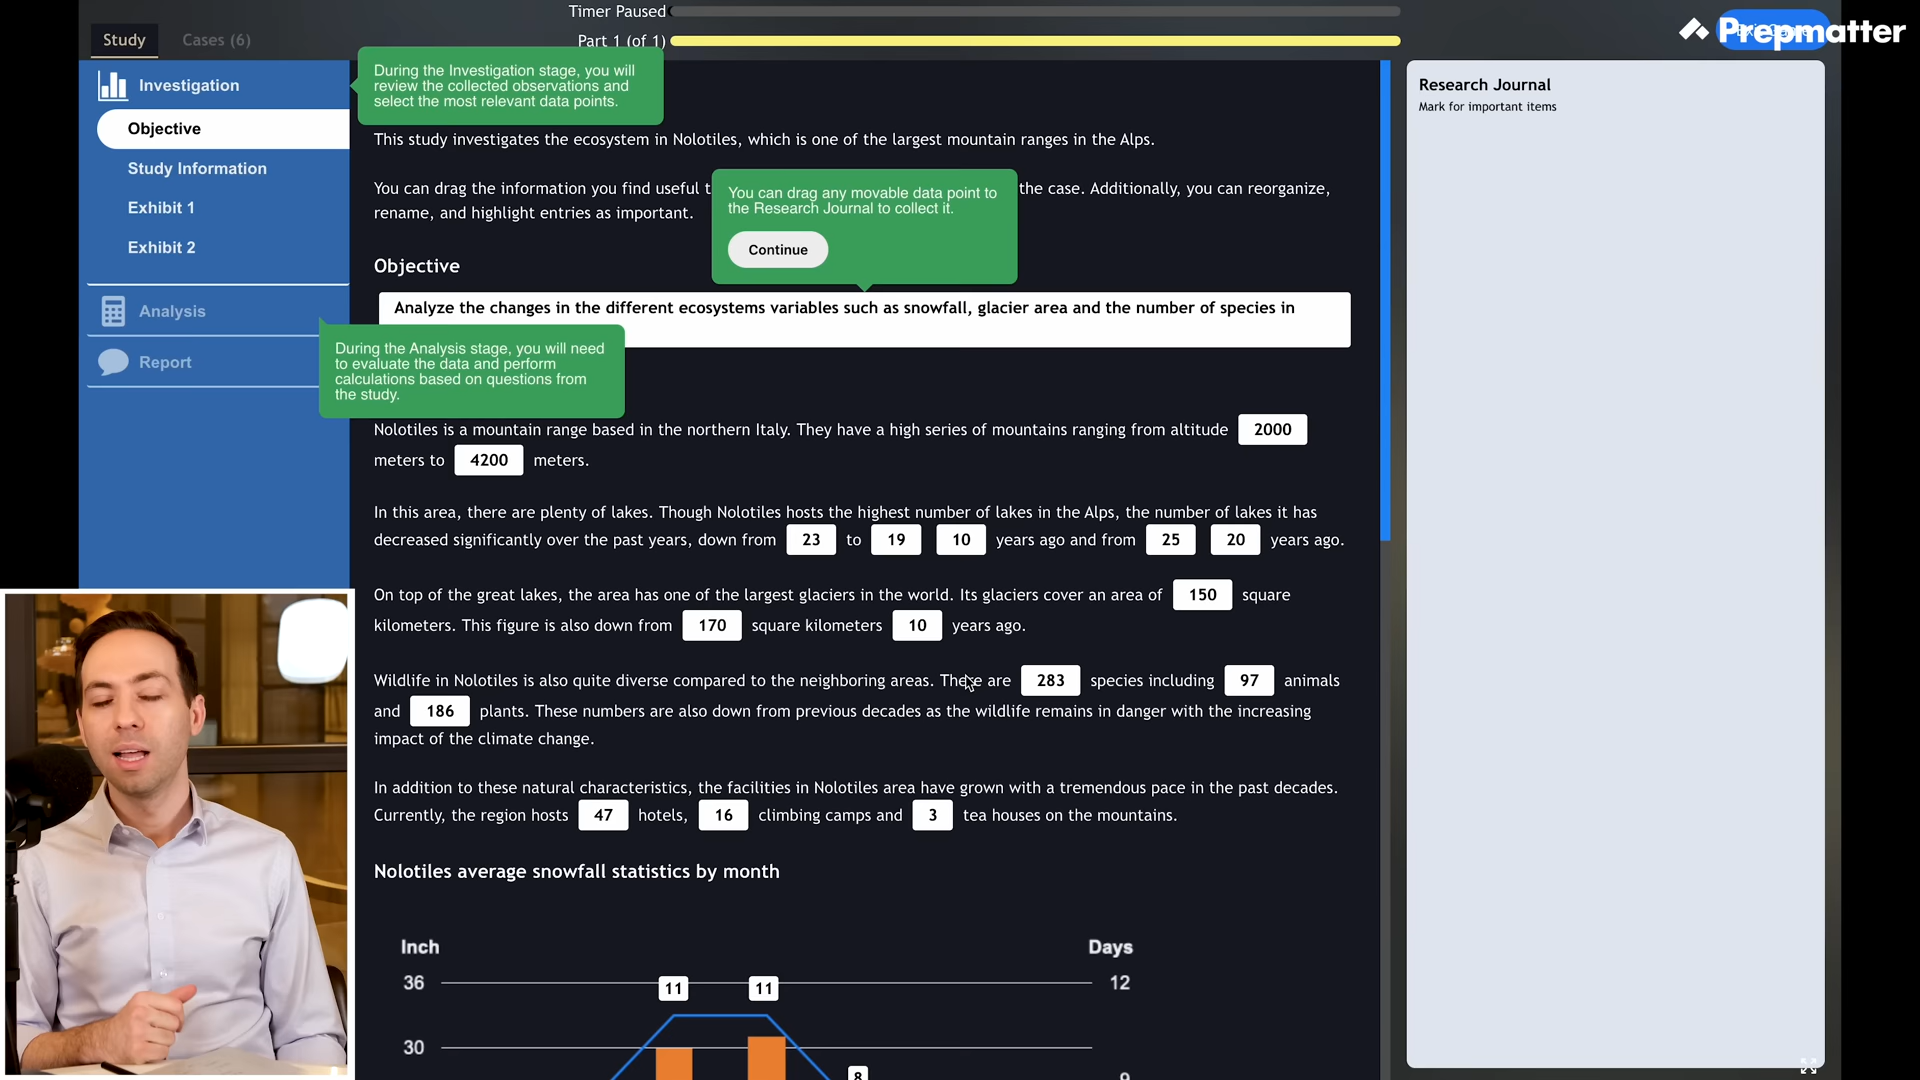 Timer Paused
Study
Cases (6)
Part 1 (of 1)
Prepmatter
Investigation
Objective
Study Information
Exhibit 1
Exhibit 2
Analysis
Report
During the Investigation stage, you will
review the collected observations and
select the most relevant data points.
This study investigates the ecosystem in Nolotiles, which is one of the largest mountain ranges in the Alps.
You can drag the information you find useful t the case. Additionally, you can reorganize,
rename, and highlight entries as important.
You can drag any movable data point to
the Research Journal to collect it.
Continue
Objective
Analyze the changes in the different ecosystems variables such as snowfall, glacier area and the number of species in
During the Analysis stage, you will need
to evaluate the data and perform
calculations based on questions from
the study.
Nolotiles is a mountain range based in the northern Italy. They have a high series of mountains ranging from altitude 2000
meters to 4200 meters.
In this area, there are plenty of lakes. Though Nolotiles hosts the highest number of lakes in the Alps, the number of lakes it has
decreased significantly over the past years, down from 23 to 19 10 years ago and from 25 20 years ago.
On top of the great lakes, the area has one of the largest glaciers in the world. Its glaciers cover an area of 150 square
kilometers. This figure is also down from 170 square kilometers 10 years ago.
Wildlife in Nolotiles is also quite diverse compared to the neighboring areas. There are 283 species including 97 animals
and 186 plants. These numbers are also down from previous decades as the wildlife remains in danger with the increasing
impact of the climate change.
In addition to these natural characteristics, the facilities in Nolotiles area have grown with a tremendous pace in the past decades.
Currently, the region hosts 47 hotels, 16 climbing camps and 3 tea houses on the mountains.
Nolotiles average snowfall statistics by month
Inch
Days
36
11
11
12
30
8
9
Research Journal
Mark for important items